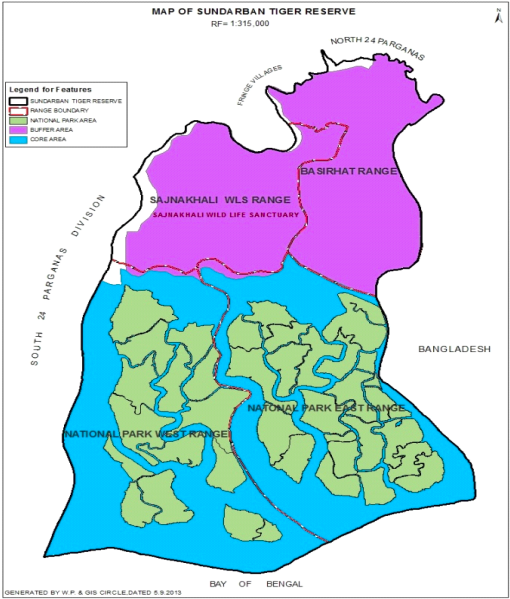 MAP OF SUNDARBAN TIGER RESERVE
RF= 1:315,000
N
NORTH 24 PARGANAS
FRINGE VILLAGES
Legend for Features
SUNDARBAN TIGER RESERVE
RANGE BOUNDARY
NATIONAL PARK AREA
BUFFER AREA
CORE AREA
BASIRHAT RANGE
SAJNAKHALI WLS RANGE
SAJNAKHALI WILD LIFE SANCTUARY
SOUTH 24 PARGANAS DIVISION
BANGLADESH
NATIONAL PARK EAST RANGE
NATIONAL PARK WEST RANGE
BAY OF BENGAL
GENERATED BY W.P. & GIS CIRCLE,DATED 5.9.2013